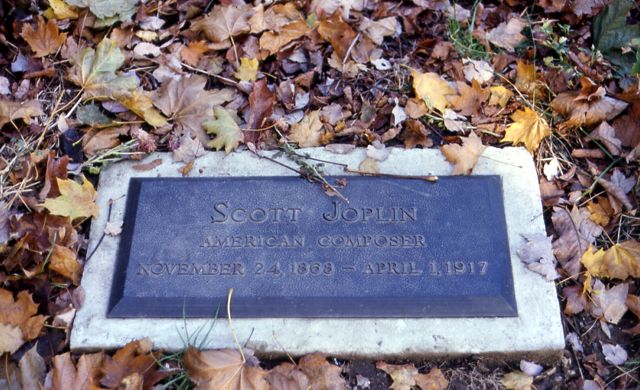 Scott Joplin
American Composer
November 24, 1868 – April 1, 1917